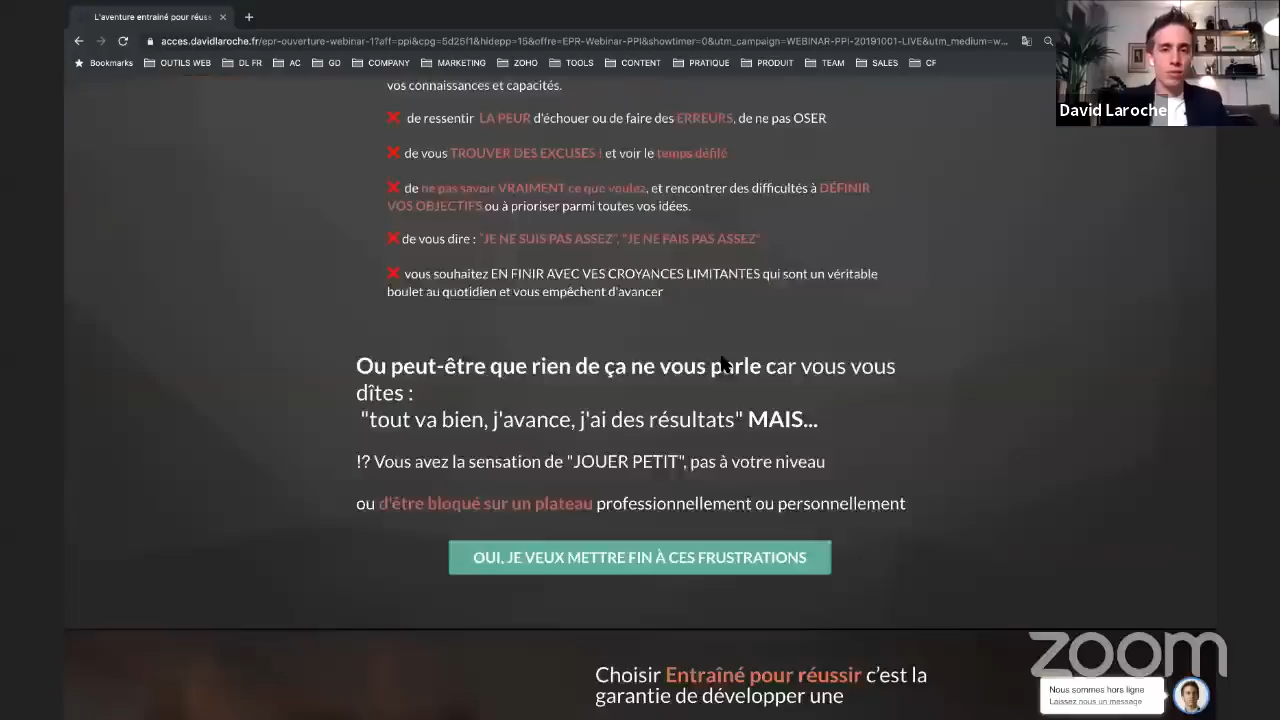 L'aventure entrainé pour réuss
acces.davidlaroche.fr/epr-ouverture-webinar-1?aff=ppi&cpg=5d25f1&hidepp=15&offre=EPR-Webinar-PPI&showtimer=0&utm_campaign=WEBINAR-PPI-20191001-LIVE&utm_medium=w...
Bookmarks OUTILS WEB DL FR AC GD COMPANY MARKETING ZOHO TOOLS CONTENT PRATIQUE PRODUIT TEAM SALES CF
David Laroche
vos connaissances et capacités.
de ressentir LA PEUR d'échouer ou de faire des ERREURS, de ne pas OSER
de vous TROUVER DES EXCUSES ! et voir le temps défilé
de ne pas savoir VRAIMENT ce que voulez, et rencontrer des difficultés à DÉFINIR
VOS OBJECTIFS ou à prioriser parmi toutes vos idées.
de vous dire : "JE NE SUIS PAS ASSEZ", "JE NE FAIS PAS ASSEZ"
vous souhaitez EN FINIR AVEC VES CROYANCES LIMITANTES qui sont un véritable
boulet au quotidien et vous empêchent d'avancer
Ou peut-être que rien de ça ne vous parle car vous vous
dîtes :
"tout va bien, j'avance, j'ai des résultats" MAIS...
!? Vous avez la sensation de "JOUER PETIT", pas à votre niveau
ou d'être bloqué sur un plateau professionnellement ou personnellement
OUI, JE VEUX METTRE FIN À CES FRUSTRATIONS
Choisir Entraîné pour réussir c'est la
garantie de développer une
zoom
Nous sommes hors ligne
Laissez nous un message